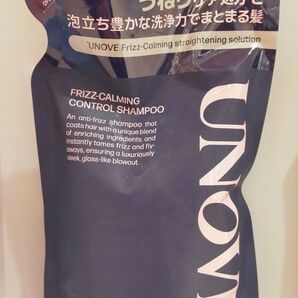 泡立ち豊かな洗浄力でまとまる髪
*UNOVE Frizz-Calming straightening solution
FRIZZ-CALMING
CONTROL SHAMPOO
An anti-frizz shampoo that
coats hair with a unique blend
of enriching ingredients and
instantly tames frizz and fly-
aways, ensuring a luxuriously
sleek, glass-like blowout.
UNOV